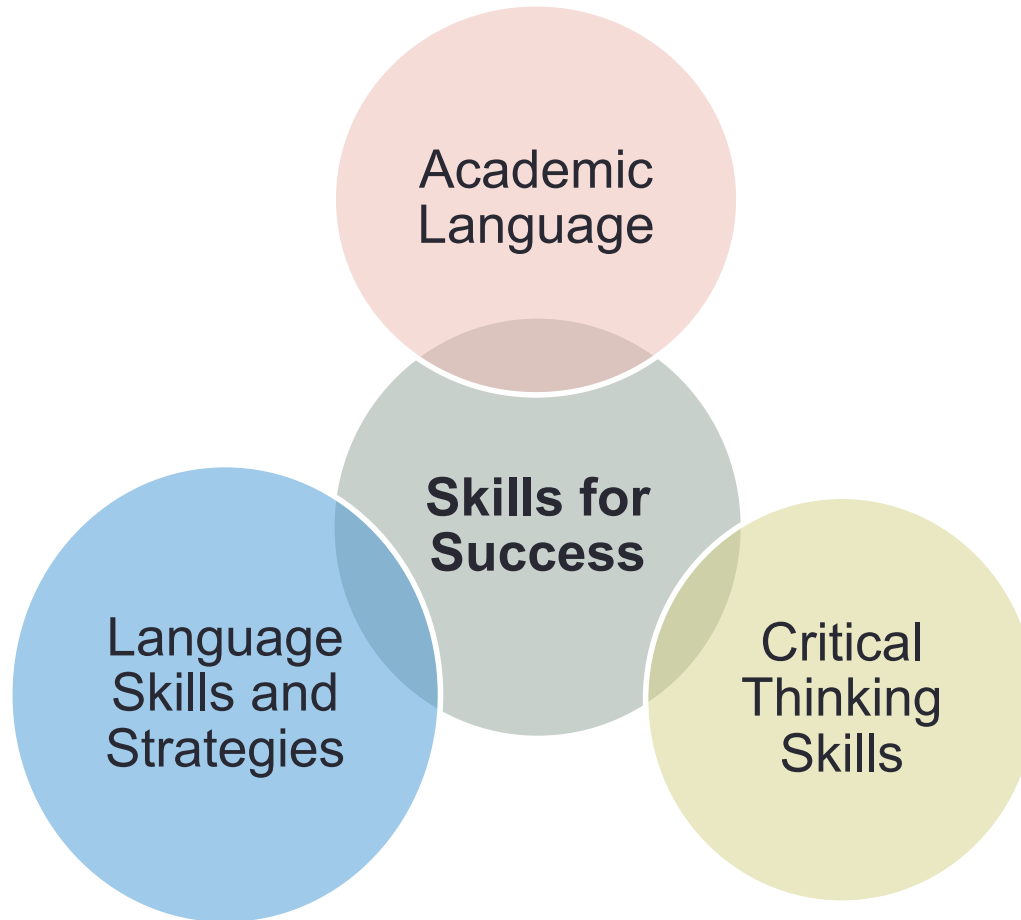 Academic
Language
Skills for
Success
Language
Skills and
Strategies
Critical
Thinking
Skills